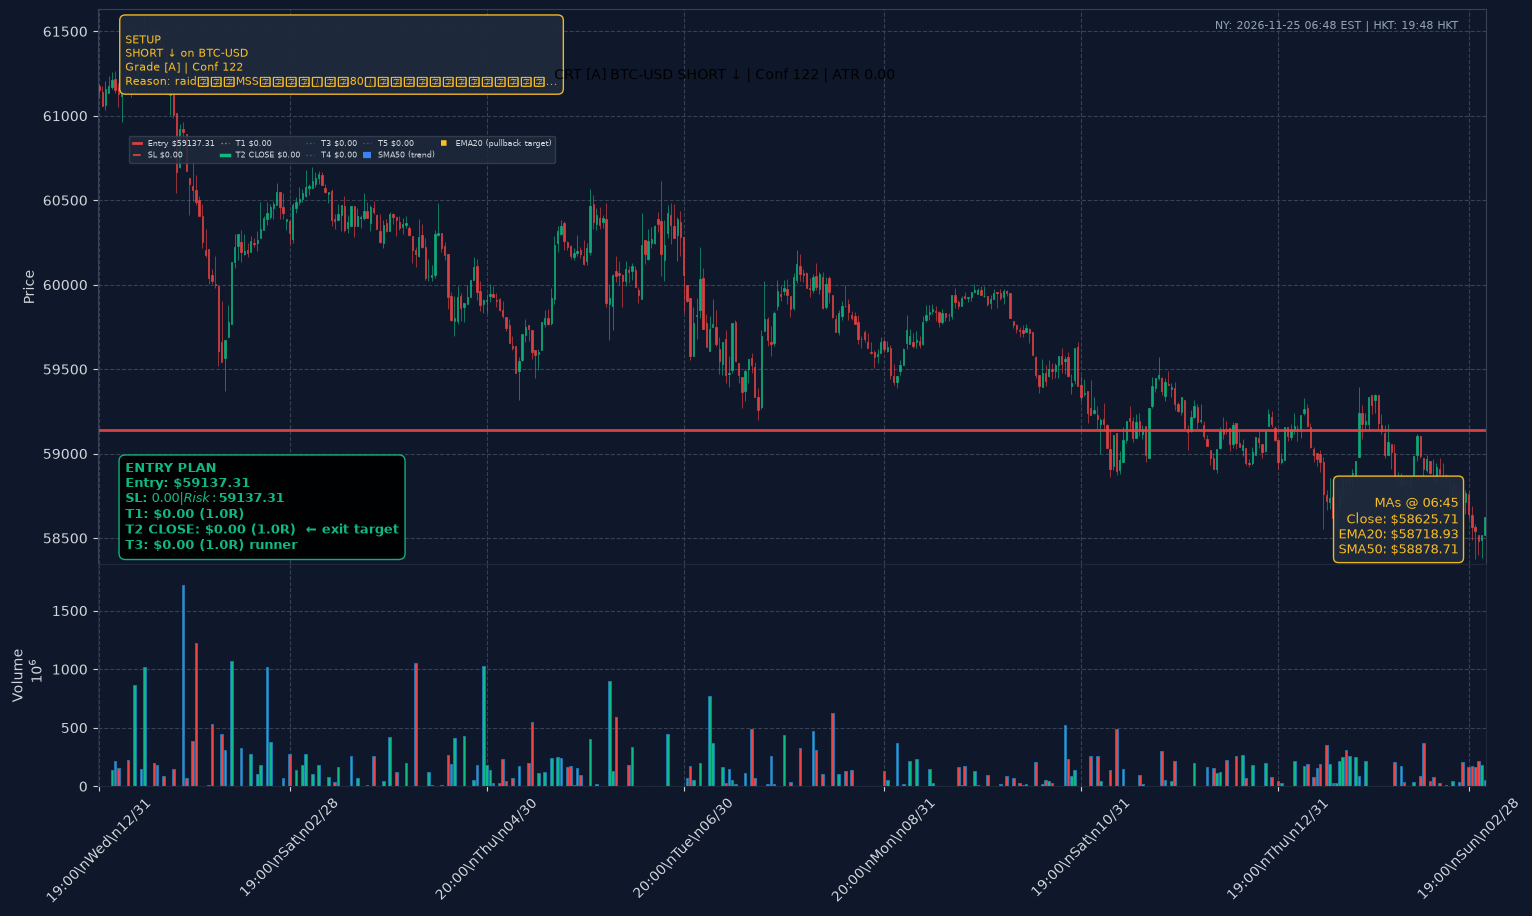 NY: 2026-11-25 06:48 EST | HKT: 19:48 HKT
SETUP
SHORT ↓ on BTC-USD
Grade [A] | Conf 122
Reason: raid MSS 80 ...
CRT [A] BTC-USD SHORT ↓ | Conf 122 | ATR 0.00
Entry $59137.31
SL $0.00
T1 $0.00
T2 CLOSE $0.00
T3 $0.00
T4 $0.00
T5 $0.00
SMA50 (trend)
EMA20 (pullback target)
Price
61500
61000
60500
60000
59500
59000
58500
ENTRY PLAN
Entry: $59137.31
SL: 0.00|Risk:59137.31
T1: $0.00 (1.0R)
T2 CLOSE: $0.00 (1.0R) ← exit target
T3: $0.00 (1.0R) runner
MAs @ 06:45
Close: $58625.71
EMA20: $58718.93
SMA50: $58878.71
Volume
10⁶
1500
1000
500
0
19:00\nWed\n12/31
19:00\nSat\n02/28
20:00\nThu\n04/30
20:00\nTue\n06/30
20:00\nMon\n08/31
19:00\nSat\n10/31
19:00\nThu\n12/31
19:00\nSun\n02/28